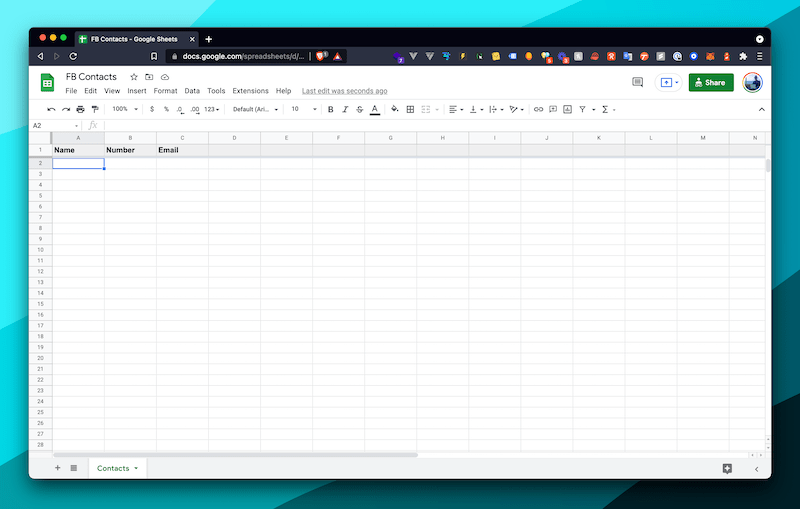 FB Contacts - Google Sheets
docs.google.com/spreadsheets/d/...
FB Contacts
File Edit View Insert Format Data Tools Extensions Help Last edit was seconds ago
Share
100% $ % .0 .00 123 Default (Ari... 10 B I S A
A2 fx
A B C D E F G H I J K L M N
1 Name Number Email
2
3
4
5
6
7
8
9
10
11
12
13
14
15
16
17
18
19
20
21
22
23
24
25
26
27
28
Contacts